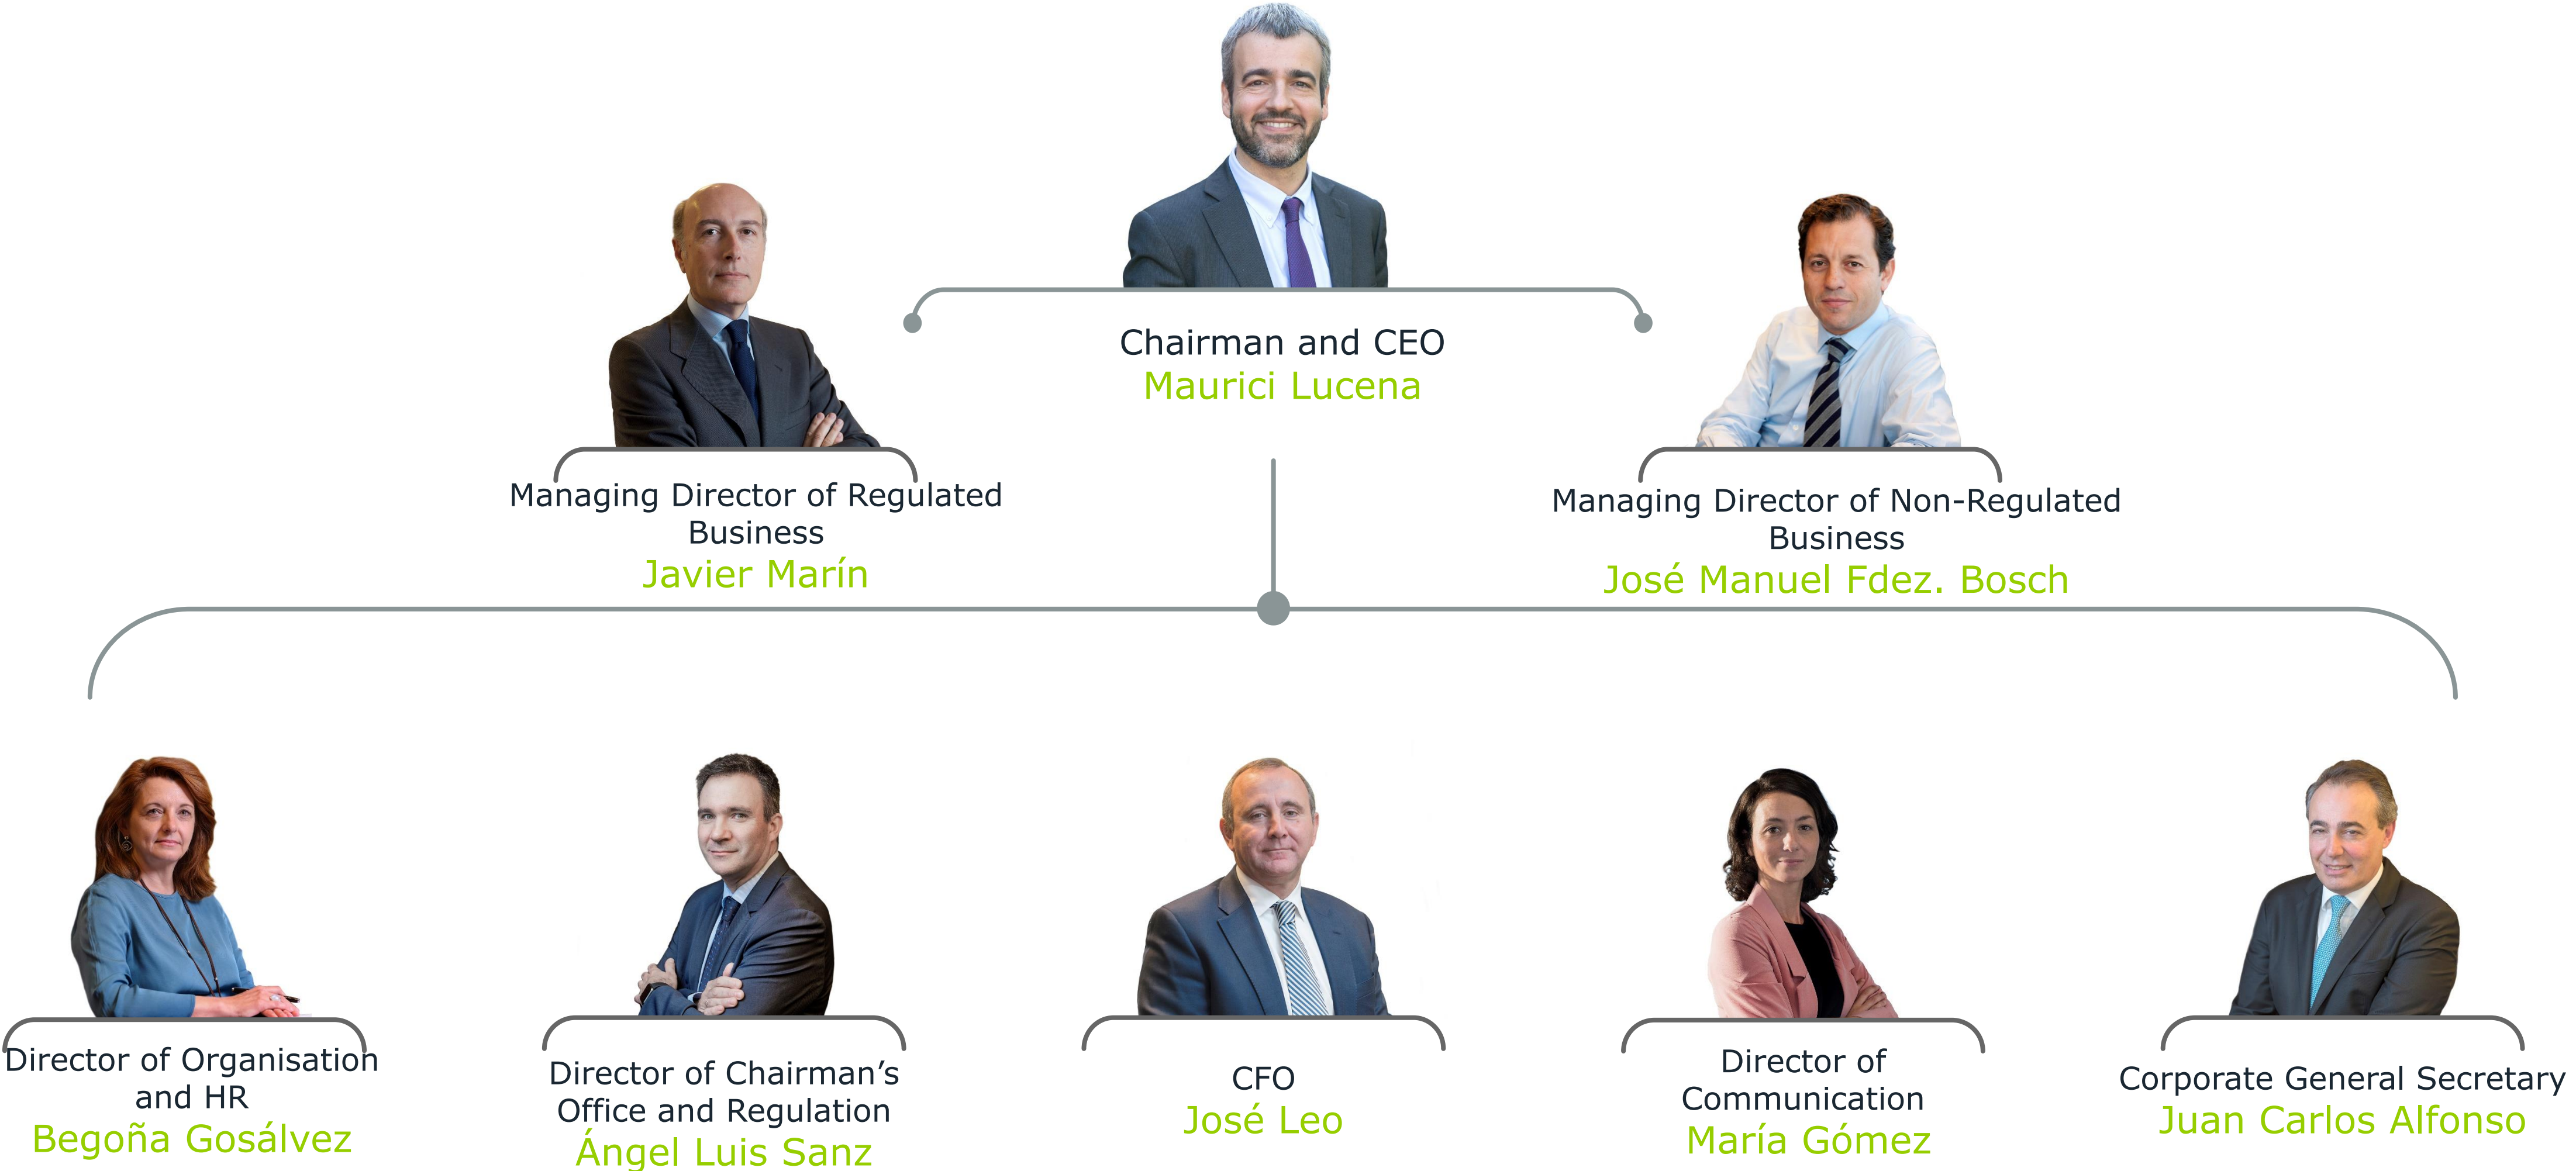 Chairman and CEO
Maurici Lucena
Managing Director of Regulated
Business
Javier Marín
Managing Director of Non-Regulated
Business
José Manuel Fdez. Bosch
Director of Organisation
and HR
Begoña Gosálvez
Director of Chairman’s
Office and Regulation
Ángel Luis Sanz
CFO
José Leo
Director of
Communication
María Gómez
Corporate General Secretary
Juan Carlos Alfonso